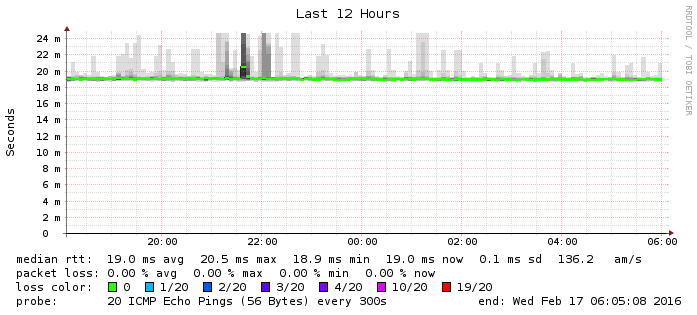 Last 12 Hours
RRDTOOL / TOBI OETIKER
Seconds
24 m
22 m
20 m
18 m
16 m
14 m
12 m
10 m
8 m
6 m
4 m
2 m
0
20:00 22:00 00:00 02:00 04:00 06:00
median rtt: 19.0 ms avg 20.5 ms max 18.9 ms min 19.0 ms now 0.1 ms sd 136.2 am/s
packet loss: 0.00 % avg 0.00 % max 0.00 % min 0.00 % now
loss color: 0 1/20 2/20 3/20 4/20 10/20 19/20
probe: 20 ICMP Echo Pings (56 Bytes) every 300s end: Wed Feb 17 06:05:08 2016